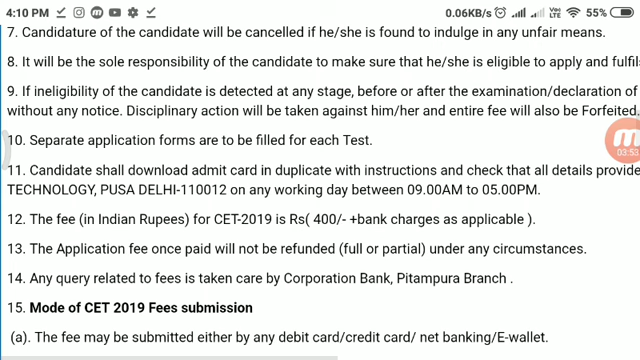 4:10 PM 0.06KB/s VoLTE 55%
7. Candidature of the candidate will be cancelled if he/she is found to indulge in any unfair means.
8. It will be the sole responsibility of the candidate to make sure that he/she is eligible to apply and fulfils
9. If ineligibility of the candidate is detected at any stage, before or after the examination/declaration of
without any notice. Disciplinary action will be taken against him/her and entire fee will also be Forfeited.
10. Separate application forms are to be filled for each Test.
03:53
11. Candidate shall download admit card in duplicate with instructions and check that all details provide
TECHNOLOGY, PUSA DELHI-110012 on any working day between 09.00AM to 05.00PM.
12. The fee (in Indian Rupees) for CET-2019 is Rs( 400/- +bank charges as applicable ).
13. The Application fee once paid will not be refunded (full or partial) under any circumstances.
14. Any query related to fees is taken care by Corporation Bank, Pitampura Branch .
15. Mode of CET 2019 Fees submission
(a). The fee may be submitted either by any debit card/credit card/ net banking/E-wallet.